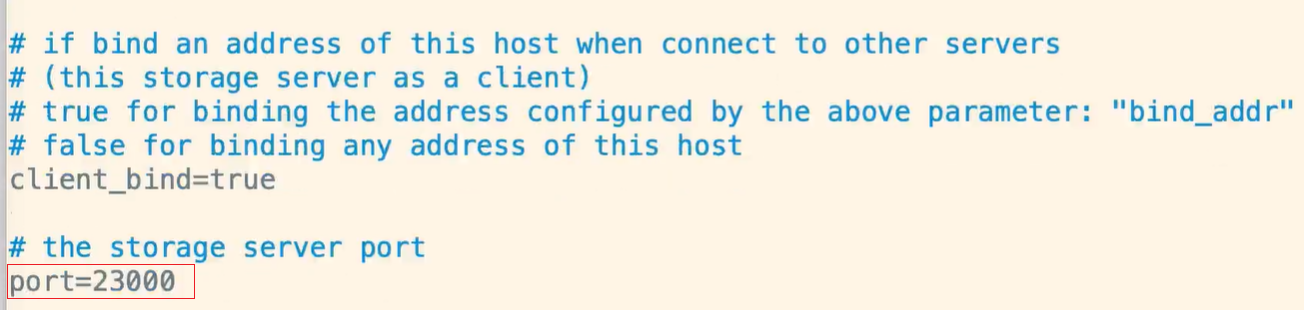 # if bind an address of this host when connect to other servers
# (this storage server as a client)
# true for binding the address configured by the above parameter: "bind_addr"
# false for binding any address of this host
client_bind=true
# the storage server port
port=23000